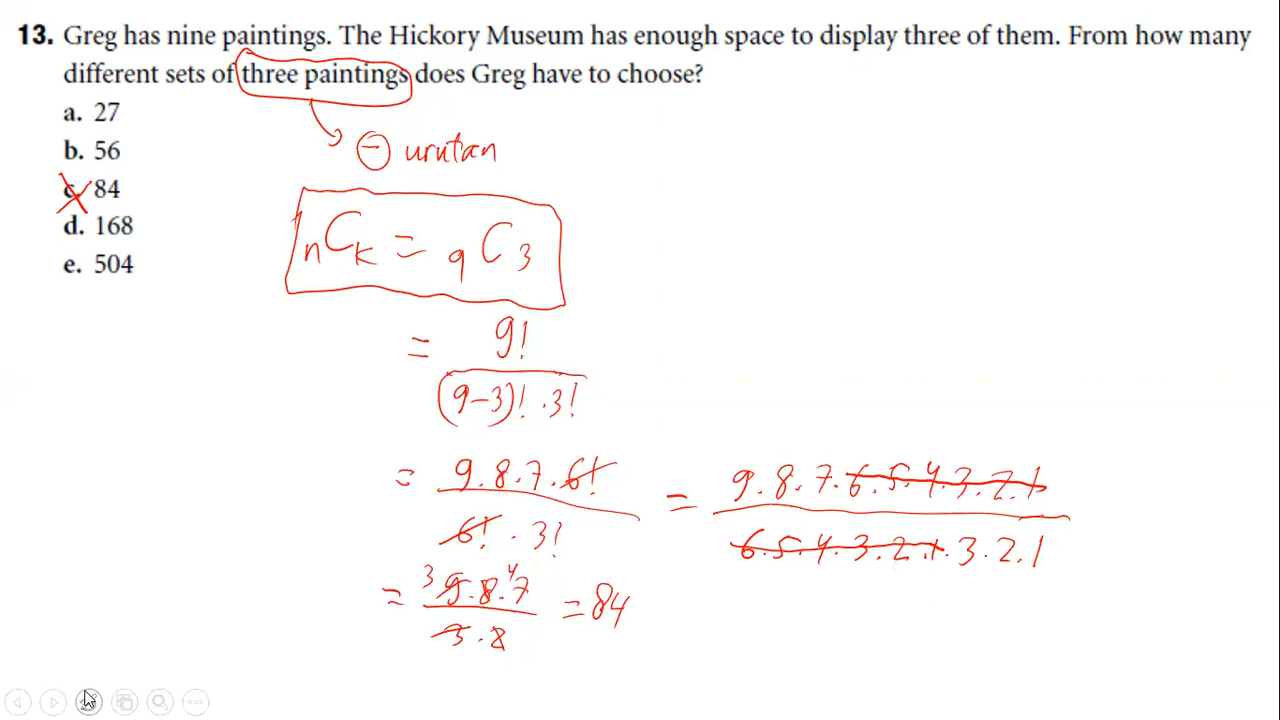 13. Greg has nine paintings. The Hickory Museum has enough space to display three of them. From how many
different sets of three paintings does Greg have to choose?
a. 27
b. 56
c. 84
d. 168
e. 504
⊖ urutan
nCk = 9C3
= 9! / (9-3)! . 3!
= 9.8.7.6! / 6! . 3! = 9.8.7.6.5.4.3.2.1 / 6.5.4.3.2.1.3.2.1
= 3 9.8.4 7 / 3.2 = 84